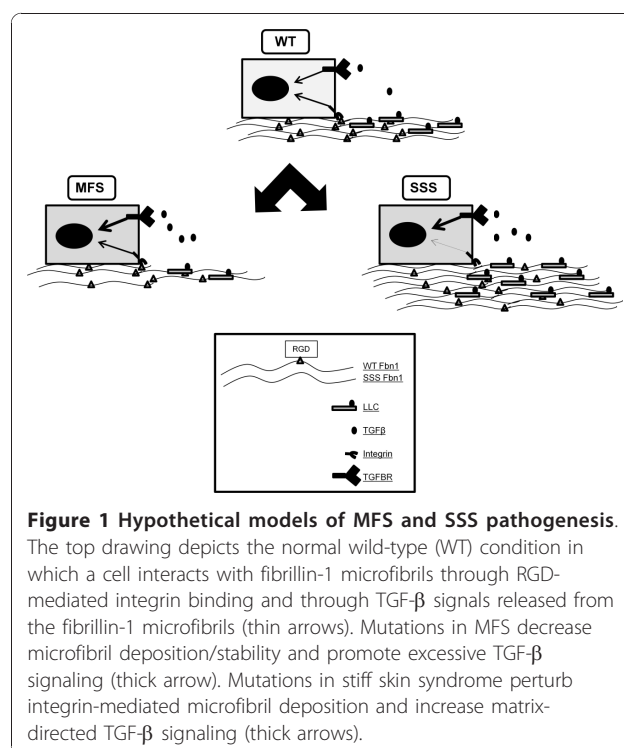 WT
MFS
SSS
RGD
WT Fbn1
SSS Fbn1
LLC
TGFβ
Integrin
TGFBR
Figure 1 Hypothetical models of MFS and SSS pathogenesis.
The top drawing depicts the normal wild-type (WT) condition in
which a cell interacts with fibrillin-1 microfibrils through RGD-
mediated integrin binding and through TGF-β signals released from
the fibrillin-1 microfibrils (thin arrows). Mutations in MFS decrease
microfibril deposition/stability and promote excessive TGF-β
signaling (thick arrow). Mutations in stiff skin syndrome perturb
integrin-mediated microfibril deposition and increase matrix-
directed TGF-β signaling (thick arrows).